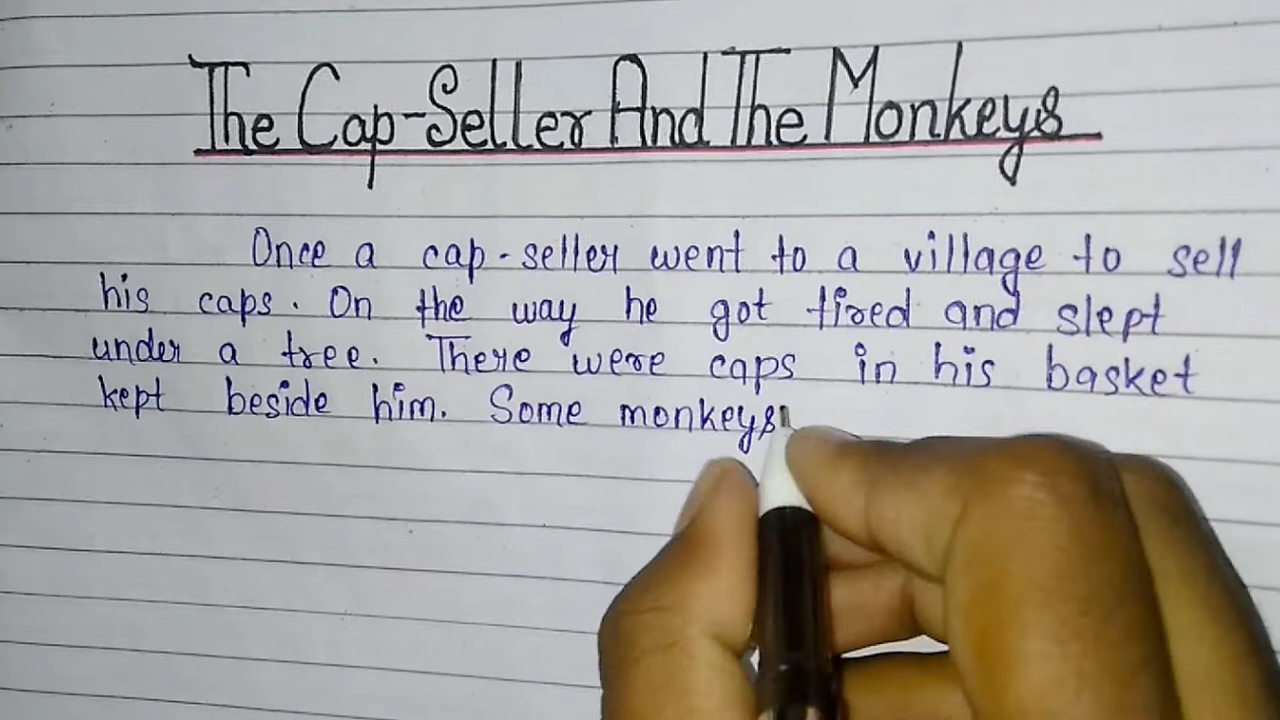 The Cap-Seller And The Monkeys
Once a cap-seller went to a village to sell
his caps. On the way he got tired and slept
under a tree. There were caps in his basket
kept beside him. Some monkeys